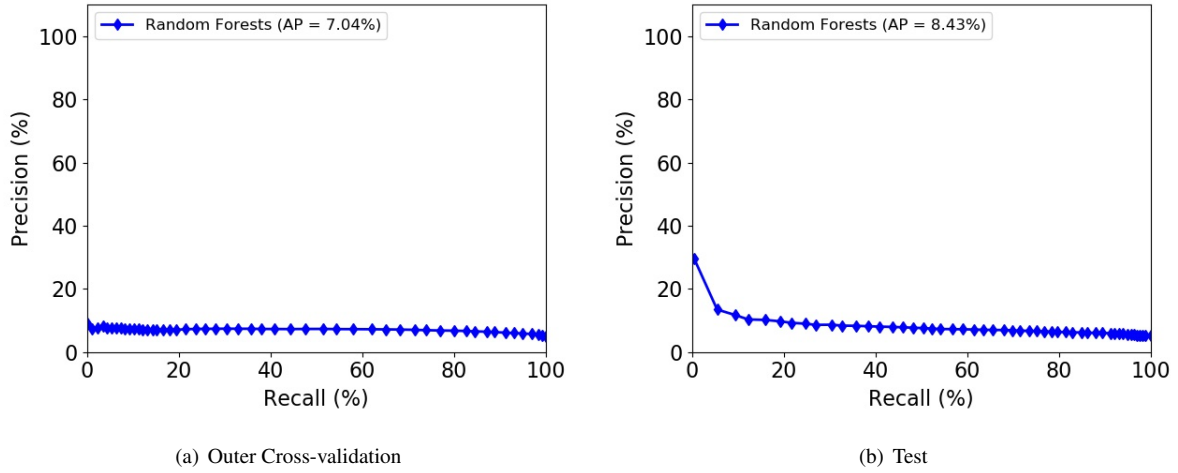 Random Forests (AP = 7.04%)
100
80
60
40
20
0
Precision (%)
0 20 40 60 80 100
Recall (%)
(a) Outer Cross-validation
Random Forests (AP = 8.43%)
100
80
60
40
20
0
Precision (%)
0 20 40 60 80 100
Recall (%)
(b) Test